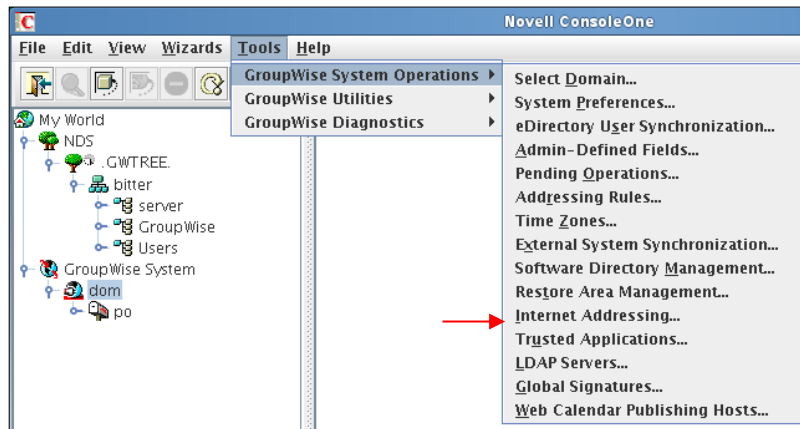 Novell ConsoleOne
File Edit View Wizards Tools Help
GroupWise System Operations
GroupWise Utilities
GroupWise Diagnostics
Select Domain...
System Preferences...
eDirectory User Synchronization...
Admin-Defined Fields...
Pending Operations...
Addressing Rules...
Time Zones...
External System Synchronization...
Software Directory Management...
Restore Area Management...
Internet Addressing...
Trusted Applications...
LDAP Servers...
Global Signatures...
Web Calendar Publishing Hosts...
My World
NDS
.GWTREE.
bitter
server
GroupWise
Users
GroupWise System
dom
po